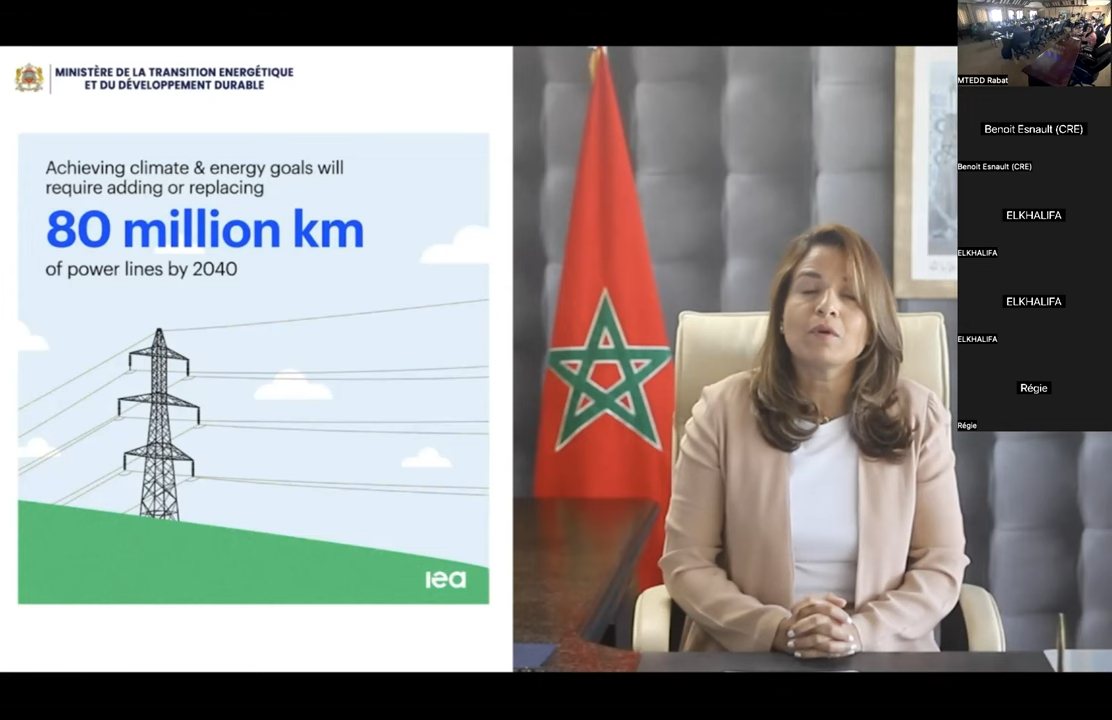 MINISTÈRE DE LA TRANSITION ENERGÉTIQUE
ET DU DÉVELOPPEMENT DURABLE
Achieving climate & energy goals will
require adding or replacing
80 million km
of power lines by 2040
iea
MTEDD Rabat
Benoit Esnault (CRE)
Benoit Esnault (CRE)
ELKHALIFA
ELKHALIFA
ELKHALIFA
ELKHALIFA
Régie
Régie